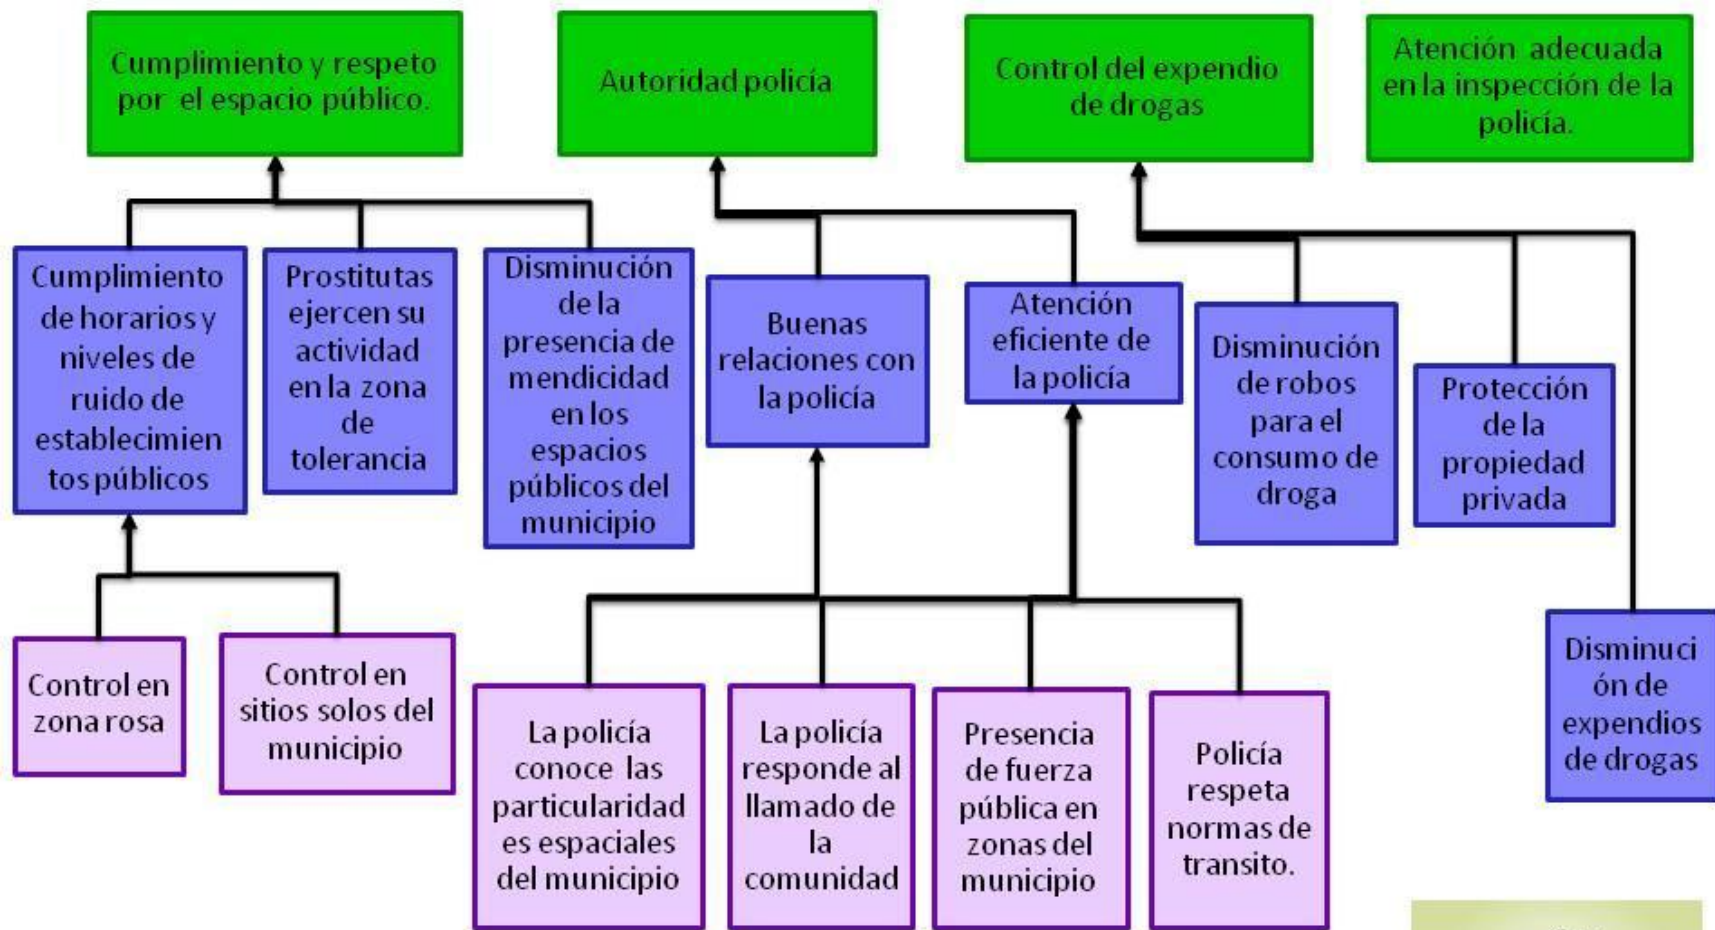 Cumplimiento y respeto
por el espacio público.
Autoridad policía
Control del expendio
de drogas
Atención adecuada
en la inspección de la
policía.
Cumplimiento
de horarios y
niveles de
ruido de
establecimien
tos públicos
Prostitutas
ejercen su
actividad
en la zona
de
tolerancia
Disminución
de la
presencia de
mendicidad
en los
espacios
públicos del
municipio
Buenas
relaciones con
la policía
Atención
eficiente de
la policía
Disminución
de robos
para el
consumo de
droga
Protección
de la
propiedad
privada
Disminuci
ón de
expendios
de drogas
Control en
zona rosa
Control en
sitios solos del
municipio
La policía
conoce las
particularidad
es espaciales
del municipio
La policía
responde al
llamado de
la
comunidad
Presencia
de fuerza
pública en
zonas del
municipio
Policía
respeta
normas de
transito.